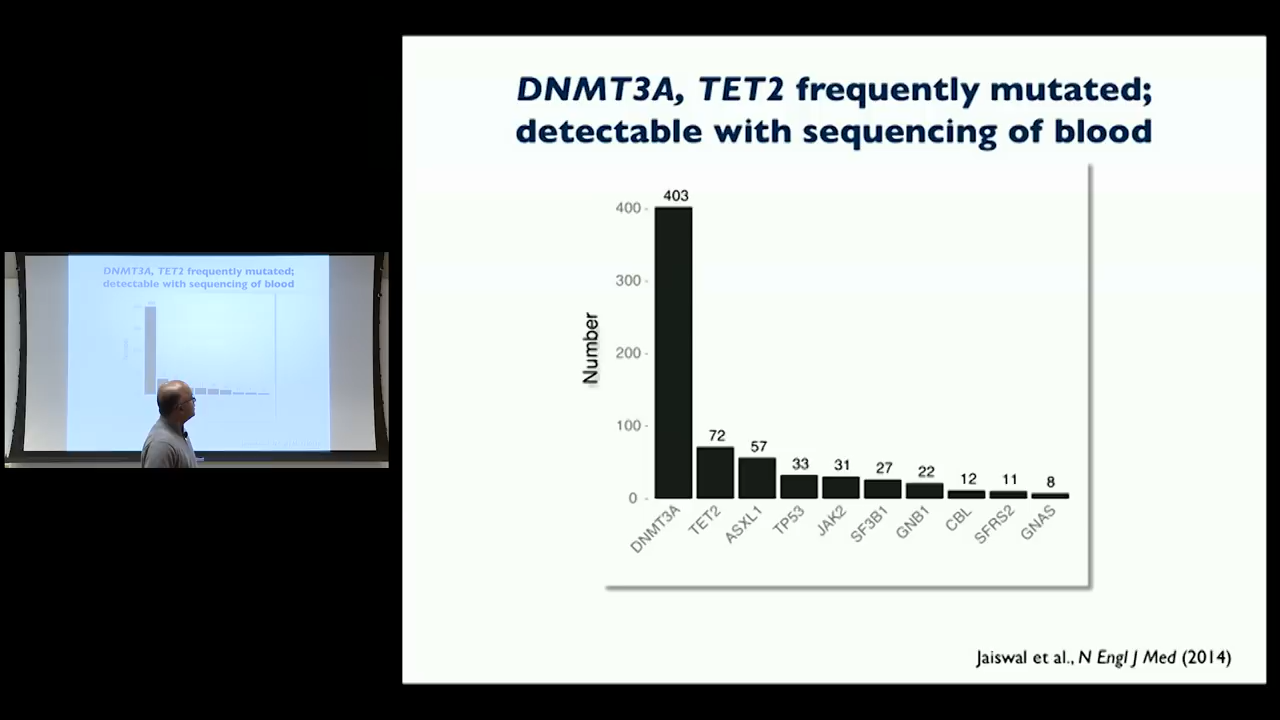 DNMT3A, TET2 frequently mutated;
detectable with sequencing of blood
403
400
300
200
100
0
Number
72
57
33
31
27
22
12
11
8
DNMT3A
TET2
ASXL1
TP53
JAK2
SF3B1
GNB1
CBL
SFRS2
GNAS
Jaiswal et al., N Engl J Med (2014)
DNMT3A, TET2 frequently mutated;
detectable with sequencing of blood